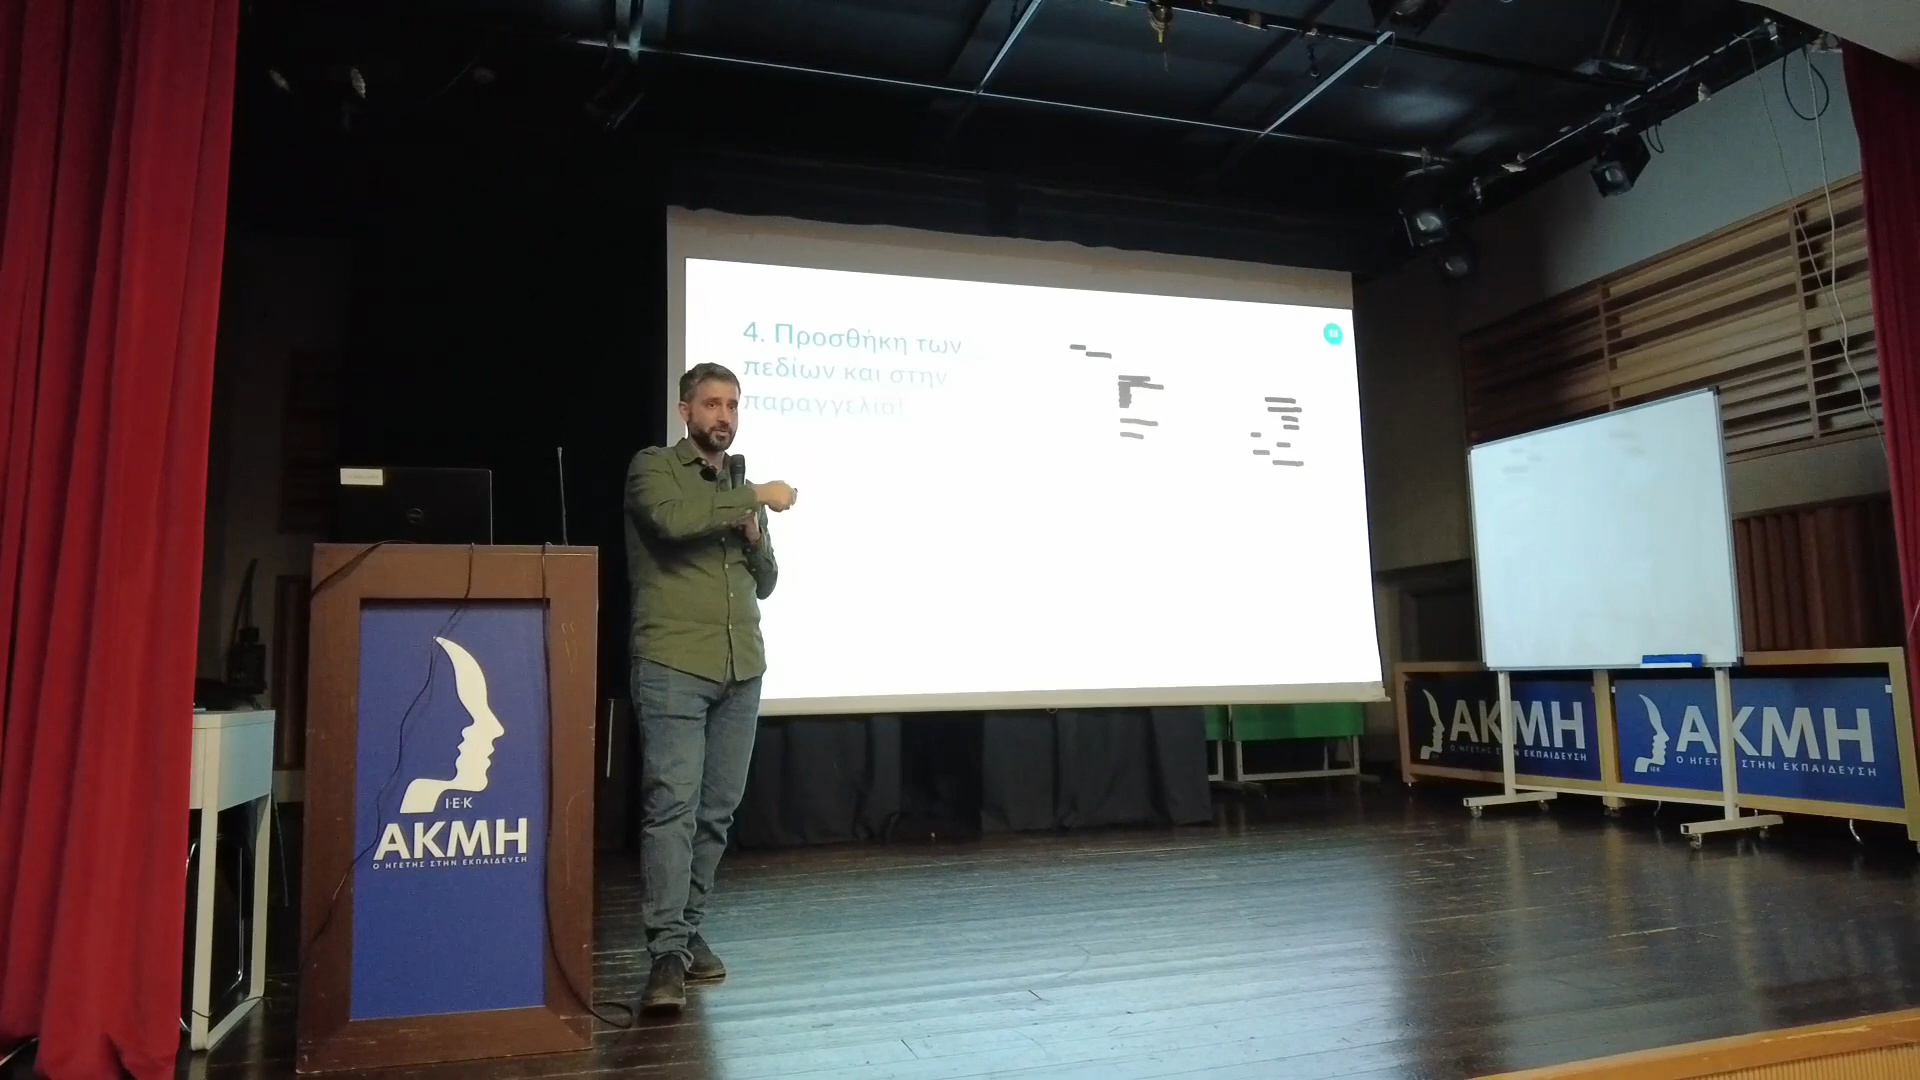 4. Προσθήκη των
πεδίων και στην
παραγγελία!
Ι·Ε·Κ
ΑΚΜΗ
Ο ΗΓΕΤΗΣ ΣΤΗΝ ΕΚΠΑΙΔΕΥΣΗ
ΑΚΜΗ
Ο ΗΓΕΤΗΣ ΣΤΗΝ ΕΚΠΑΙΔΕΥΣΗ
ΙΕΚ
ΑΚΜΗ
Ο ΗΓΕΤΗΣ ΣΤΗΝ ΕΚΠΑΙΔΕΥΣΗ